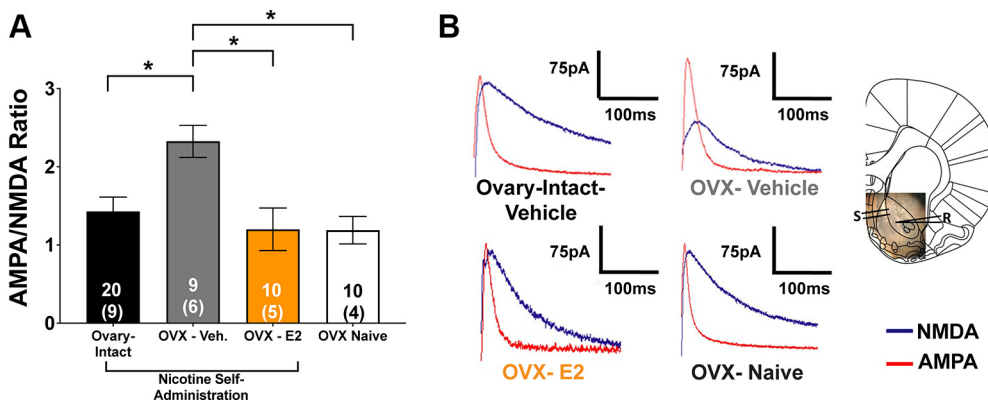 A
AMPA/NMDA Ratio
3
2
1
0
*
*
*
20
(9)
9
(6)
10
(5)
10
(4)
Ovary-
Intact
OVX - Veh.
OVX - E2
OVX Naive
Nicotine Self-
Administration
B
75pA
100ms
Ovary-Intact-
Vehicle
75pA
100ms
OVX- Vehicle
75pA
100ms
OVX- E2
75pA
100ms
OVX- Naive
S
R
NMDA
AMPA